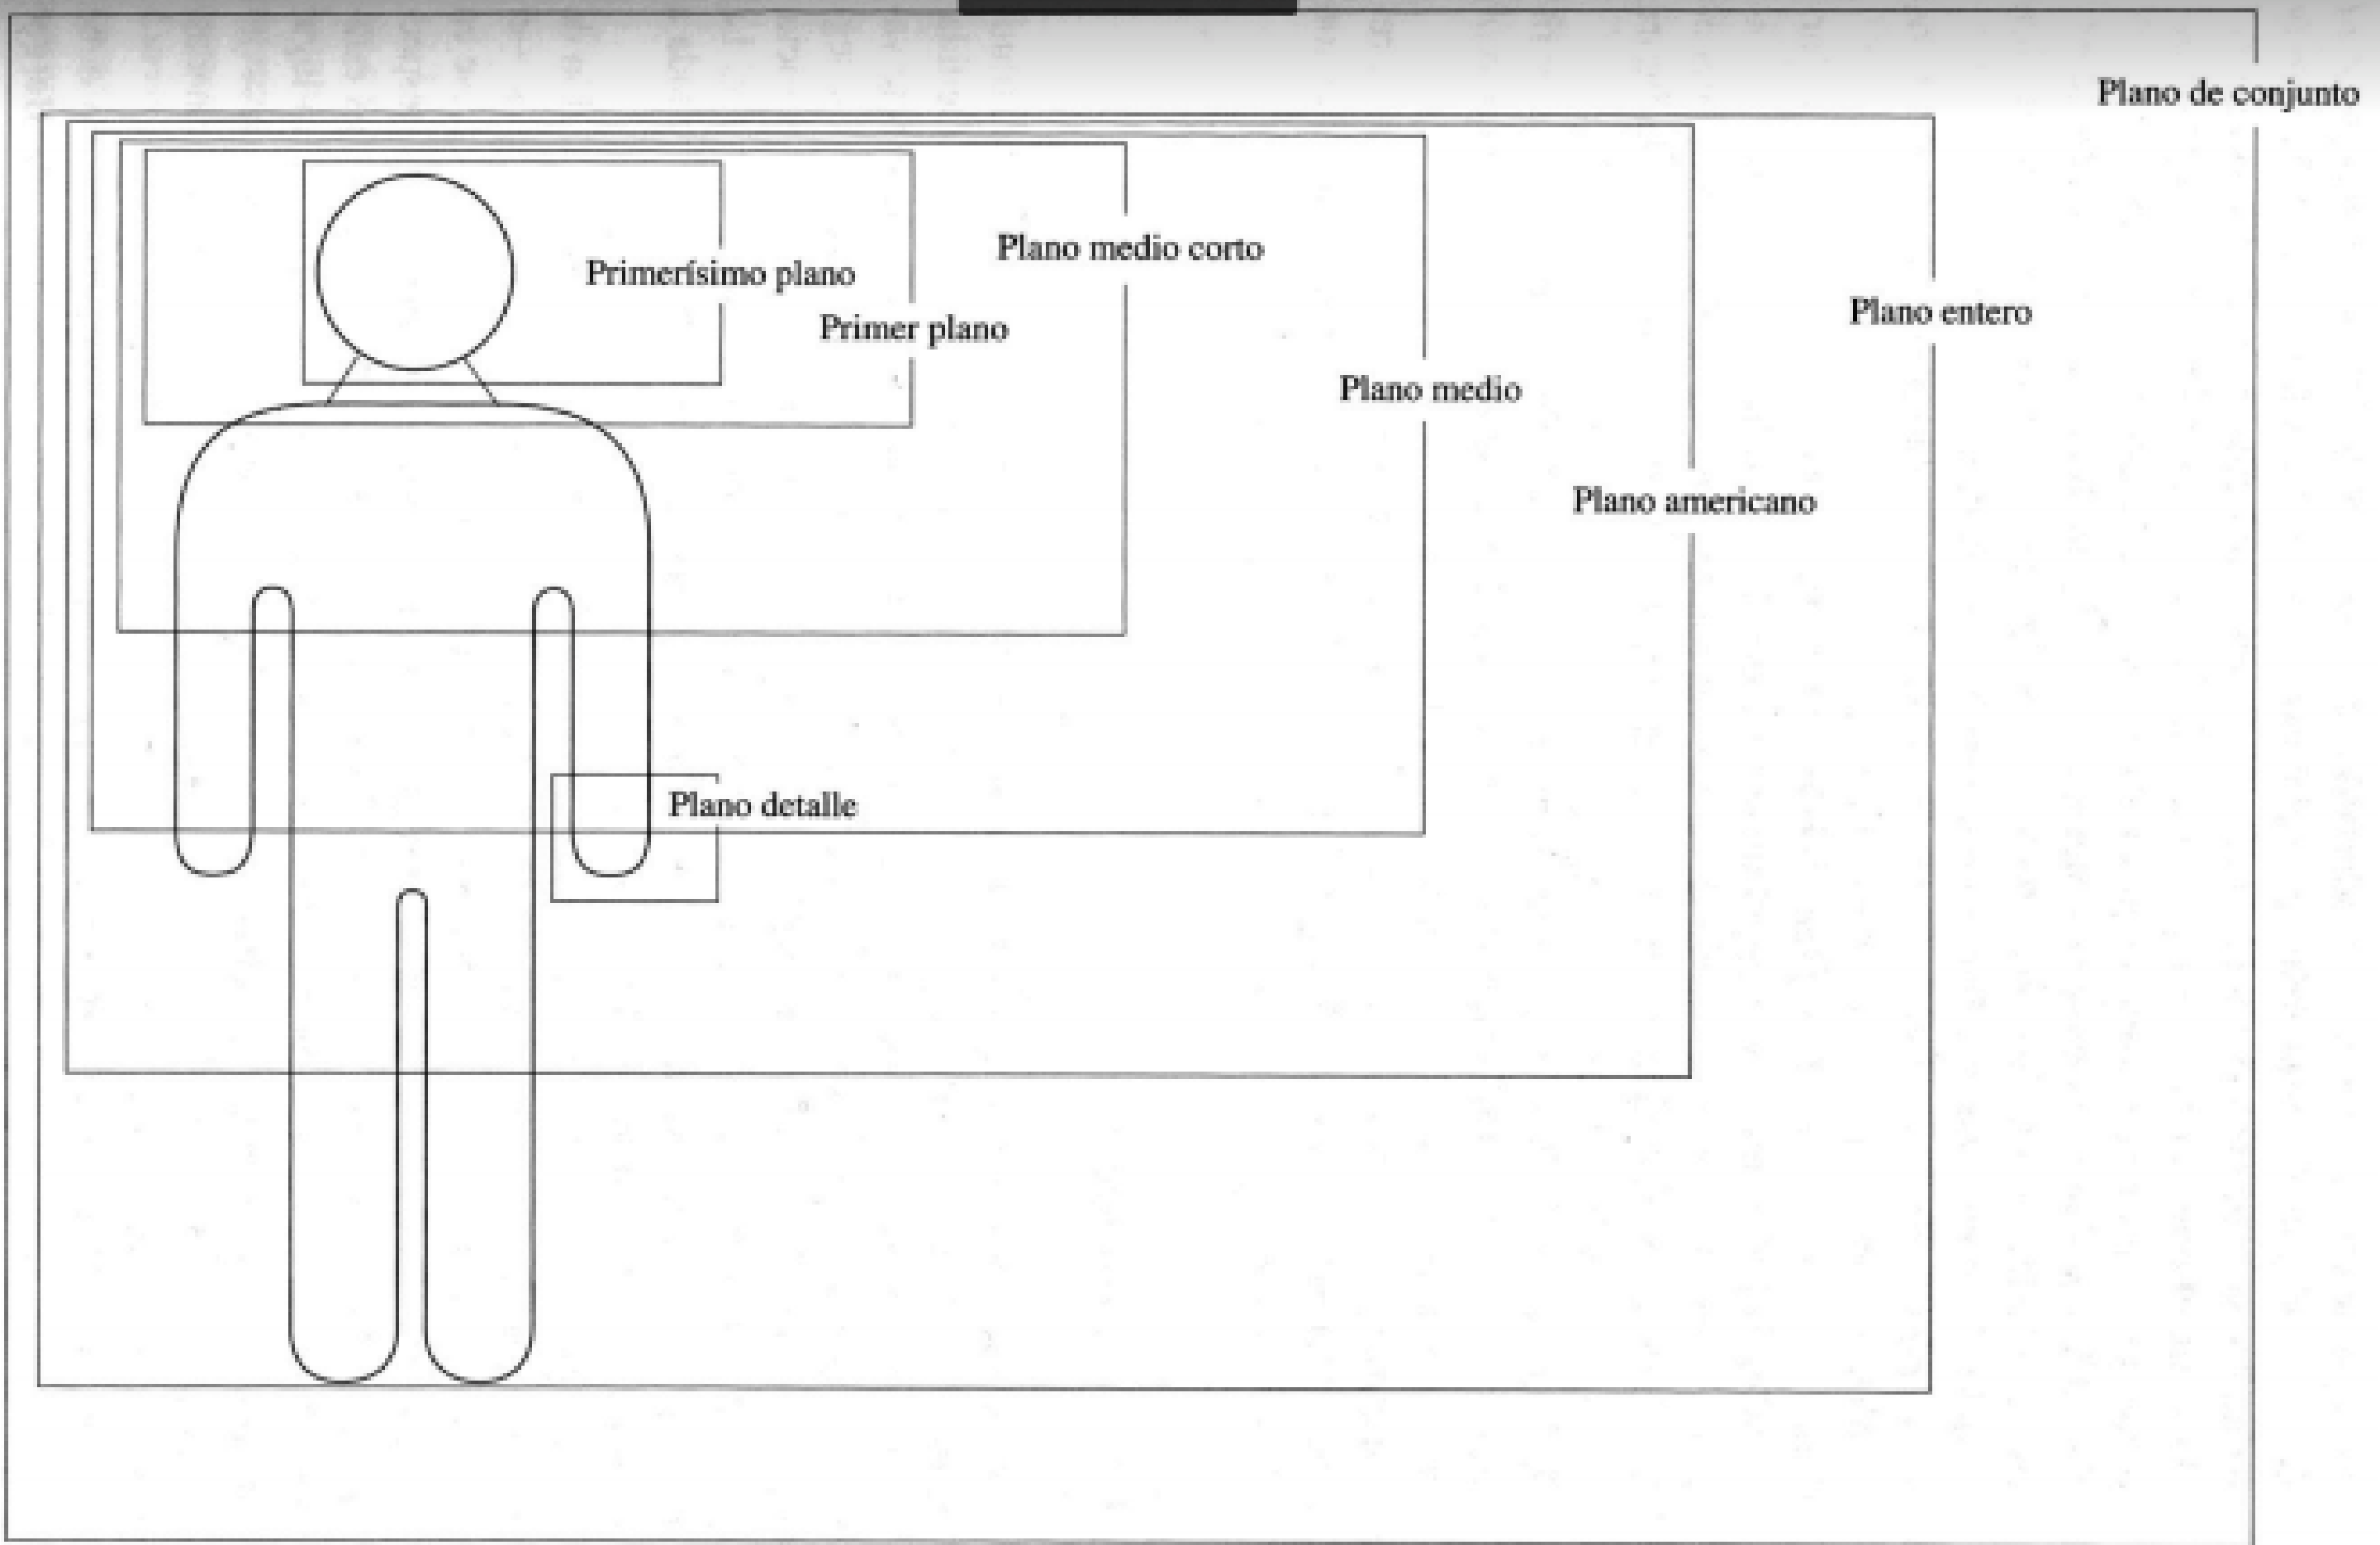 Plano de conjunto
Plano medio corto
Primerísimo plano
Plano entero
Primer plano
Plano medio
Plano americano
Plano detalle